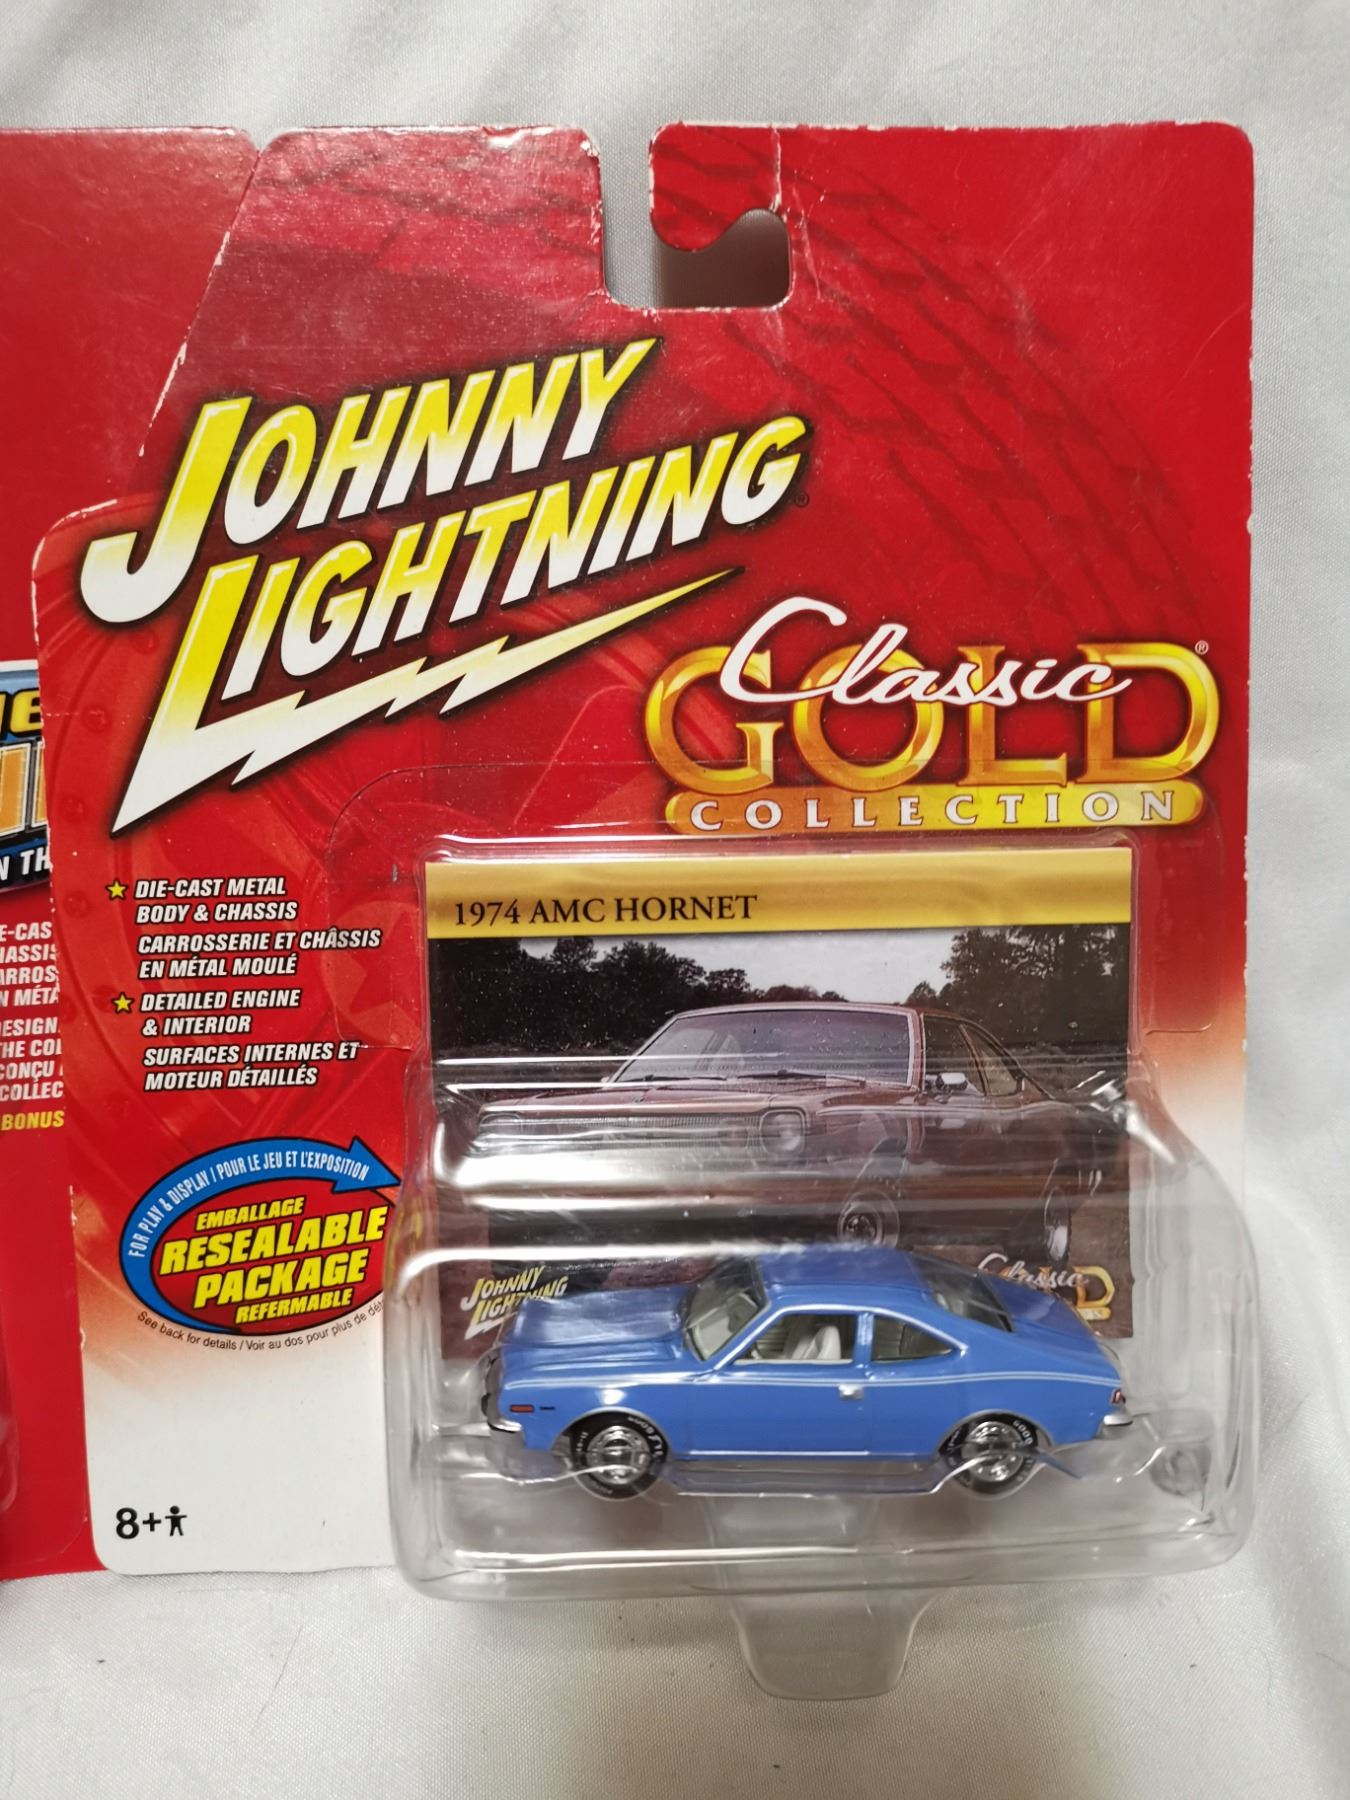 JOHNNY
LIGHTNING
Classic
GOLD ®
COLLECTION
DIE-CAST METAL
BODY & CHASSIS
CARROSSERIE ET CHÂSSIS
EN MÉTAL MOULÉ
DETAILED ENGINE
& INTERIOR
SURFACES INTERNES ET
MOTEUR DÉTAILLÉS
1974 AMC HORNET
FOR PLAY & DISPLAY / POUR LE JEU ET L'EXPOSITION
EMBALLAGE
RESEALABLE
PACKAGE
REFERMABLE
See back for details / Voir au dos pour plus de
JOHNNY
LIGHTNING
Classic
8+
BONUS